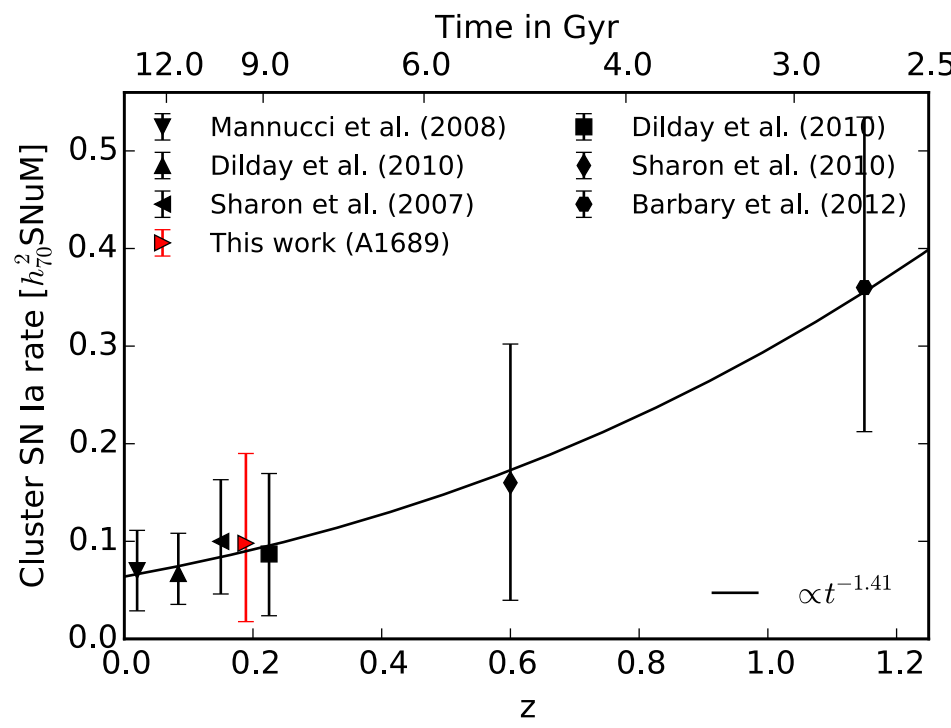 Time in Gyr
12.0 9.0 6.0 4.0 3.0 2.5
Cluster SN Ia rate [$h_{70}^{2}$SNuM]
0.5
0.4
0.3
0.2
0.1
0.0
Mannucci et al. (2008)
Dilday et al. (2010)
Sharon et al. (2007)
This work (A1689)
Dilday et al. (2010)
Sharon et al. (2010)
Barbary et al. (2012)
$\propto t^{-1.41}$
0.0 0.2 0.4 0.6 0.8 1.0 1.2
z